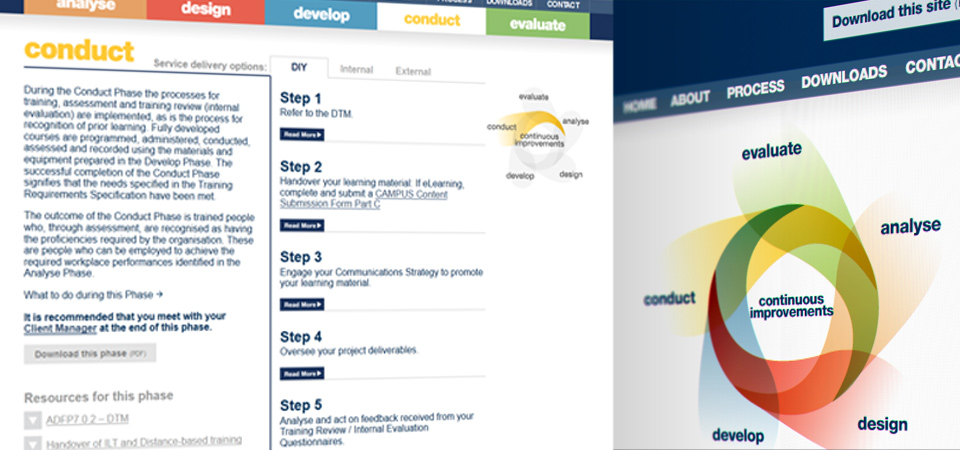 analyse
design
develop
conduct
evaluate
PROCESS
DOWNLOADS
CONTACT
conduct
Service delivery options:
DIY
Internal
External
During the Conduct Phase the processes for
training, assessment and training review (internal
evaluation) are implemented, as is the process for
recognition of prior learning. Fully developed
courses are programmed, administered, conducted,
assessed and recorded using the materials and
equipment prepared in the Develop Phase. The
successful completion of the Conduct Phase
signifies that the needs specified in the Training
Requirements Specification have been met.
The outcome of the Conduct Phase is trained people
who, through assessment, are recognised as having
the proficiencies required by the organisation. These
are people who can be employed to achieve the
required workplace performances identified in the
Analyse Phase.
What to do during this Phase →
It is recommended that you meet with your
Client Manager at the end of this phase.
Download this phase (PDF)
Resources for this phase
ADFP7.0.2 – DTM
Handover of ILT and Distance-based training
Step 1
Refer to the DTM.
Read More
Step 2
Handover your learning material. If eLearning,
complete and submit a CAMPUS Content
Submission Form Part C
Read More
Step 3
Engage your Communications Strategy to promote
your learning material.
Read More
Step 4
Oversee your project deliverables.
Read More
Step 5
Analyse and act on feedback received from your
Training Review / Internal Evaluation
Questionnaires.
evaluate
conduct
analyse
continuous
improvements
develop
design
Download this site
HOME
ABOUT
PROCESS
DOWNLOADS
CONTAC
evaluate
analyse
conduct
continuous
improvements
develop
design